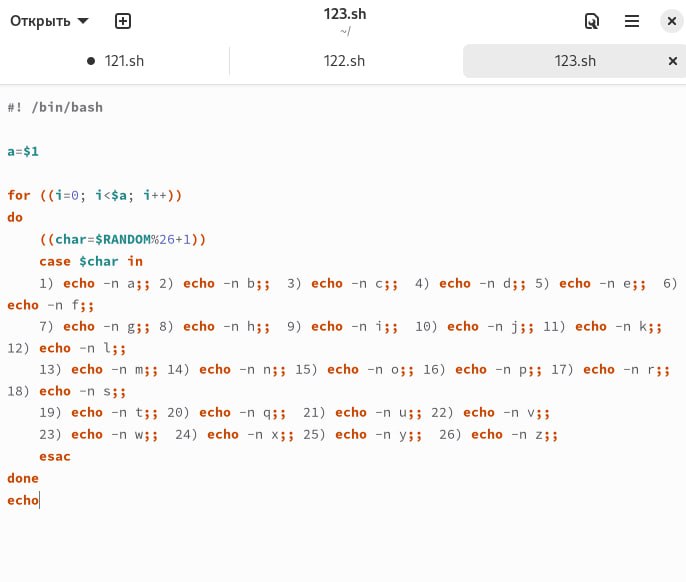 Открыть
123.sh
~/
121.sh
122.sh
123.sh
#! /bin/bash
a=$1
for ((i=0; i<$a; i++))
do
((char=$RANDOM%26+1))
case $char in
1) echo -n a;; 2) echo -n b;; 3) echo -n c;; 4) echo -n d;; 5) echo -n e;; 6)
echo -n f;;
7) echo -n g;; 8) echo -n h;; 9) echo -n i;; 10) echo -n j;; 11) echo -n k;;
12) echo -n l;;
13) echo -n m;; 14) echo -n n;; 15) echo -n o;; 16) echo -n p;; 17) echo -n r;;
18) echo -n s;;
19) echo -n t;; 20) echo -n q;; 21) echo -n u;; 22) echo -n v;;
23) echo -n w;; 24) echo -n x;; 25) echo -n y;; 26) echo -n z;;
esac
done
echo